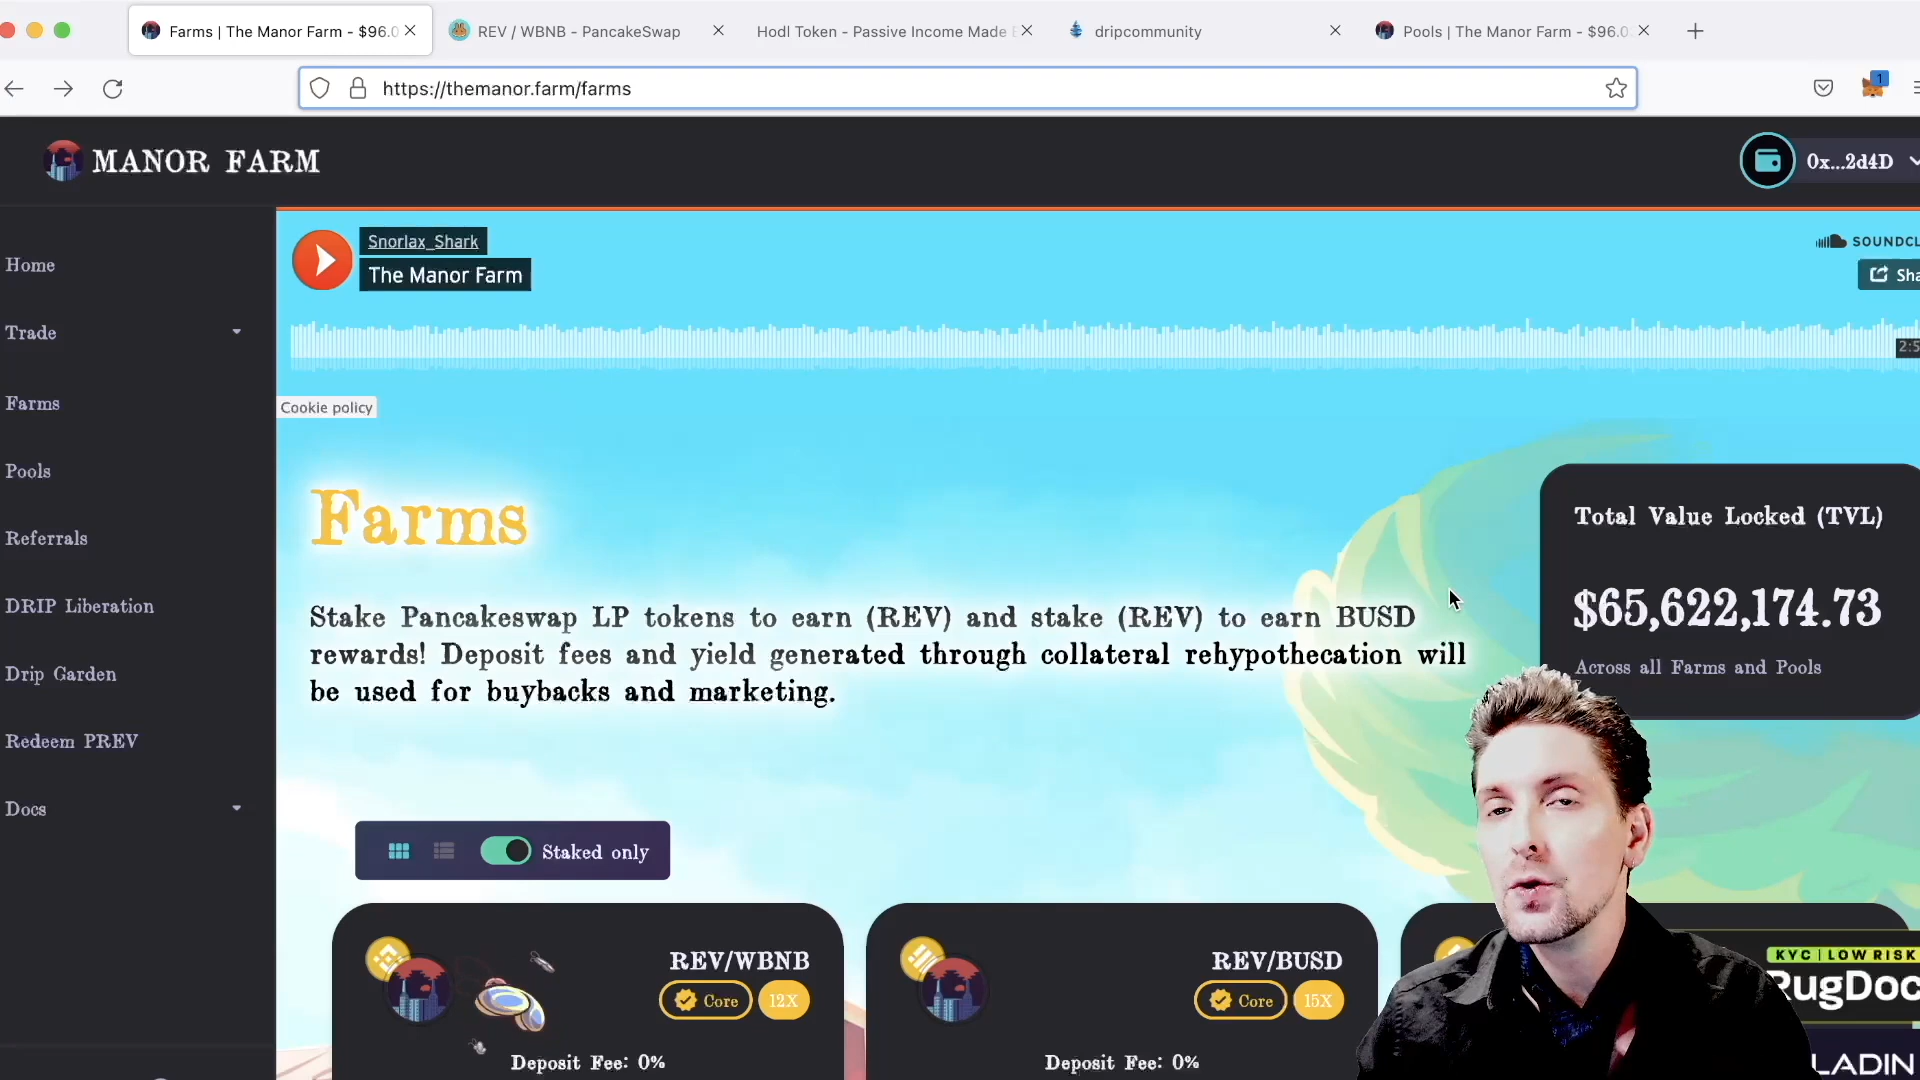 Farms | The Manor Farm - $96.0
REV / WBNB - PancakeSwap
Hodl Token - Passive Income Made
dripcommunity
Pools | The Manor Farm - $96.0
https://themanor.farm/farms
1
MANOR FARM
0x...2d4D
Home
Trade
Farms
Pools
Referrals
DRIP Liberation
Drip Garden
Redeem PREV
Docs
Snorlax_Shark
The Manor Farm
SOUNDCL
Sha
2:5
Cookie policy
Farms
Stake Pancakeswap LP tokens to earn (REV) and stake (REV) to earn BUSD
rewards! Deposit fees and yield generated through collateral rehypothecation will
be used for buybacks and marketing.
Total Value Locked (TVL)
$65,622,174.73
Across all Farms and Pools
Staked only
REV/WBNB
Core
12X
Deposit Fee: 0%
REV/BUSD
Core
15X
Deposit Fee: 0%
KYC | LOW RISK
RugDoc
LADIN